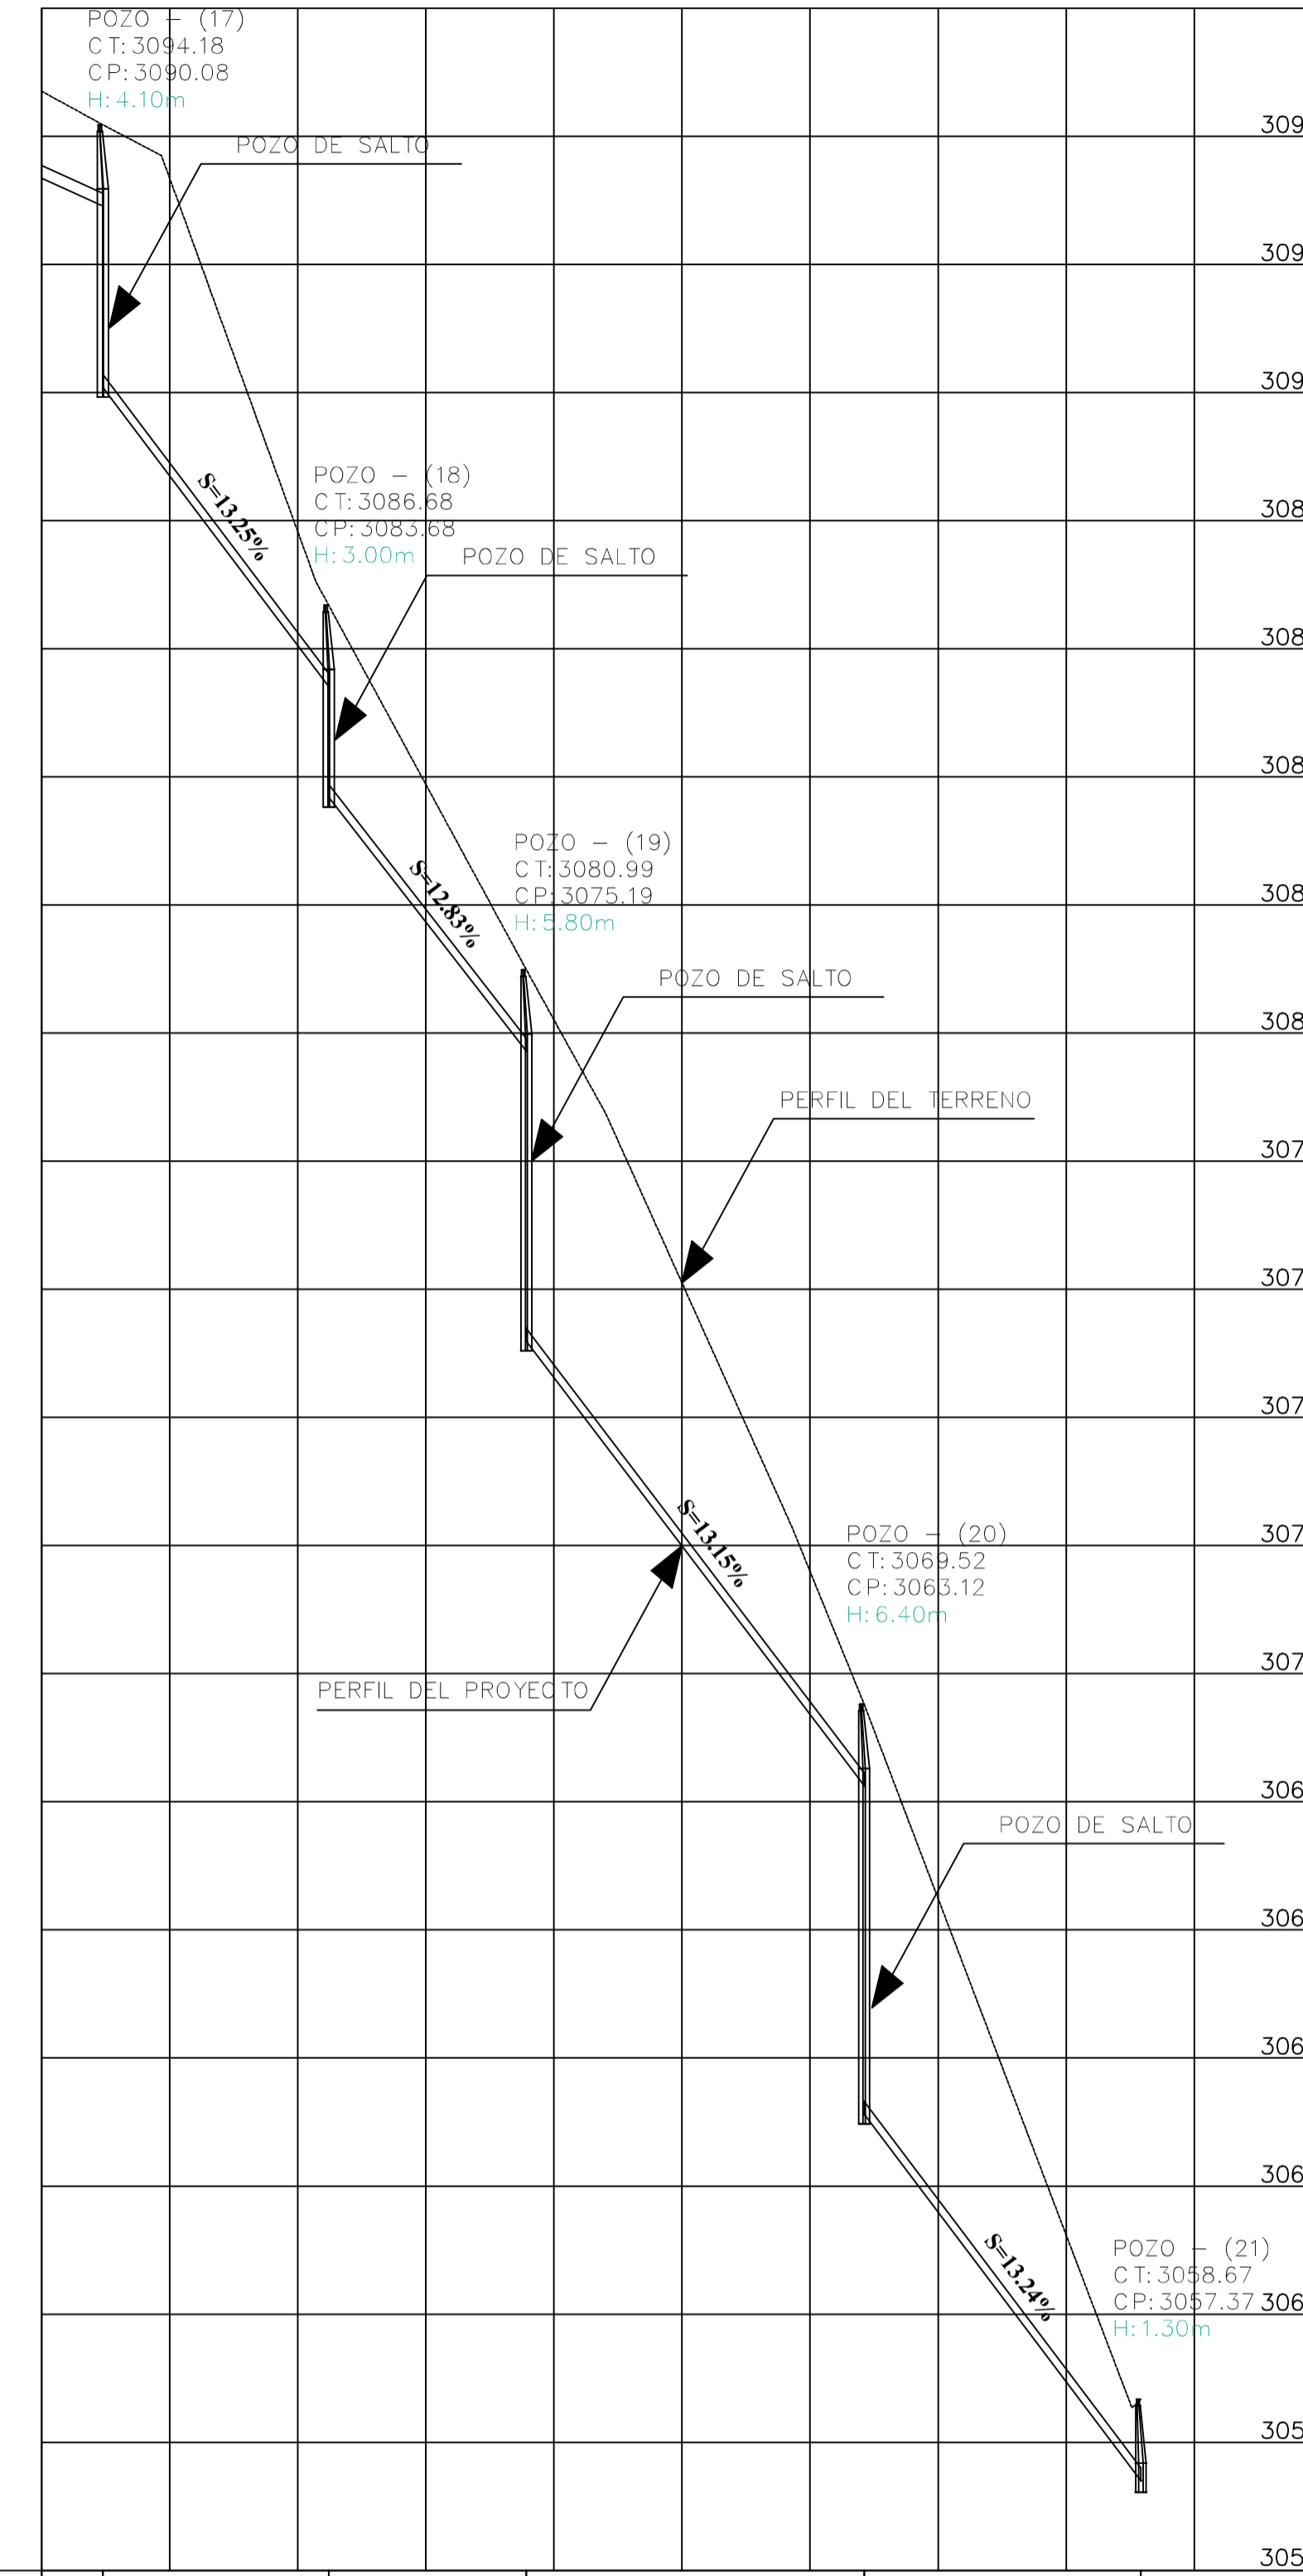 POZO - (17)
CT:3094.18
CP:3090.08
H:4.10m
309
POZO DE SALTO
309
309
S=13.25%
POZO - (18)
CT:3086.68
CP:3083.68
H:3.00m
308
POZO DE SALTO
308
308
POZO - (19)
CT:3080.99
CP:3075.19
H:5.80m
S=12.83%
308
POZO DE SALTO
308
PERFIL DEL TERRENO
307
307
307
S=13.15%
POZO - (20)
CT:3069.52
CP:3063.12
H:6.40m
307
307
PERFIL DEL PROYECTO
306
POZO DE SALTO
306
306
306
S=13.24%
POZO - (21)
CT:3058.67
CP:3057.37
H:1.30m
306
305
305